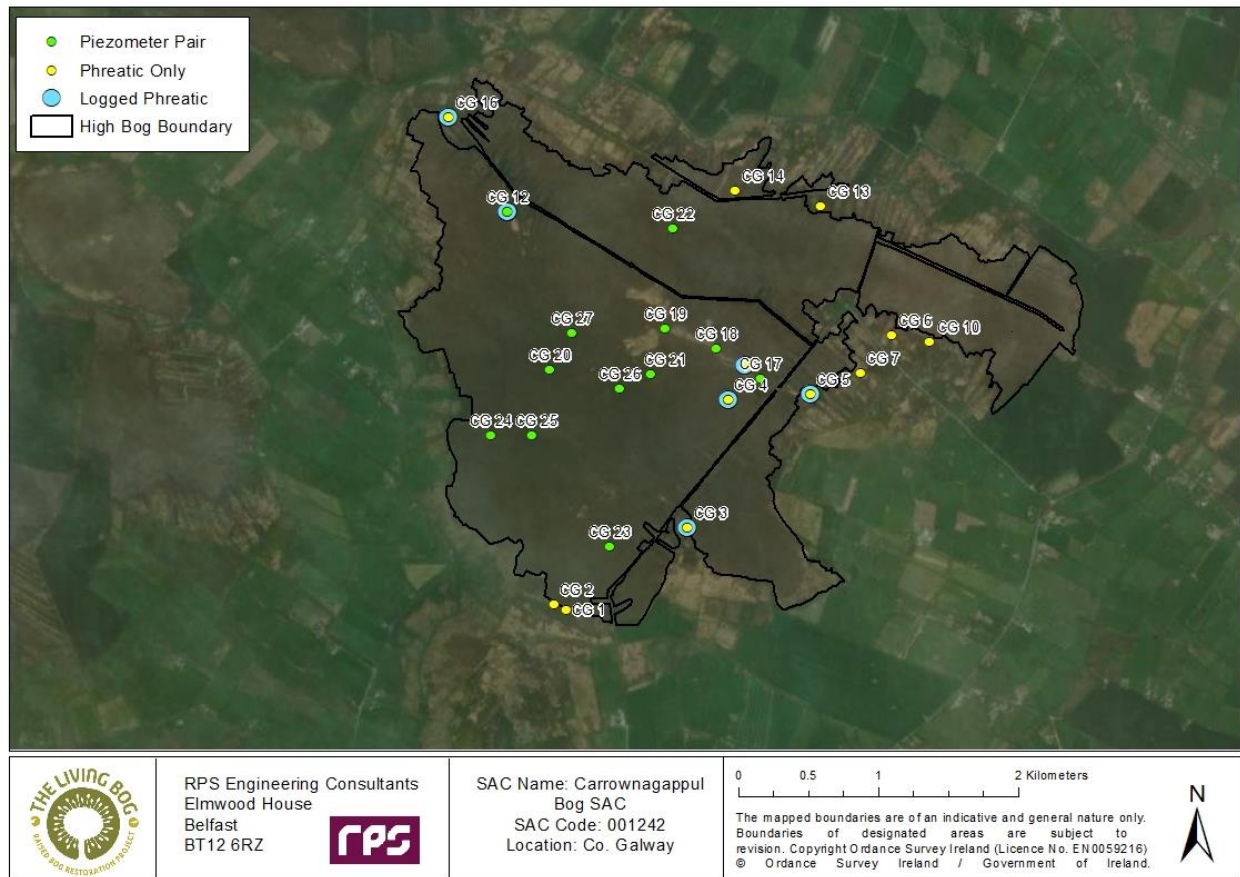 Piezometer Pair
Phreatic Only
Logged Phreatic
High Bog Boundary
CG 16
CG 14
CG 13
CG 12
CG 22
CG 27
CG 19
CG 18
CG 6
CG 10
CG 20
CG 21
CG 17
CG 7
CG 26
CG 4
CG 5
CG 24
CG 25
CG 3
CG 23
CG 2
CG 1
THE LIVING BOG
RAISED BOG RESTORATION PROJECT
RPS Engineering Consultants
Elmwood House
Belfast
BT12 6RZ
rps
SAC Name: Carrownagappul
Bog SAC
SAC Code: 001242
Location: Co. Galway
0 0.5 1 2 Kilometers
The mapped boundaries are of an indicative and general nature only.
Boundaries of designated areas are subject to
revision. Copyright Ordance Survey Ireland (Licence No. EN0059216)
© Ordance Survey Ireland / Government of Ireland.
N